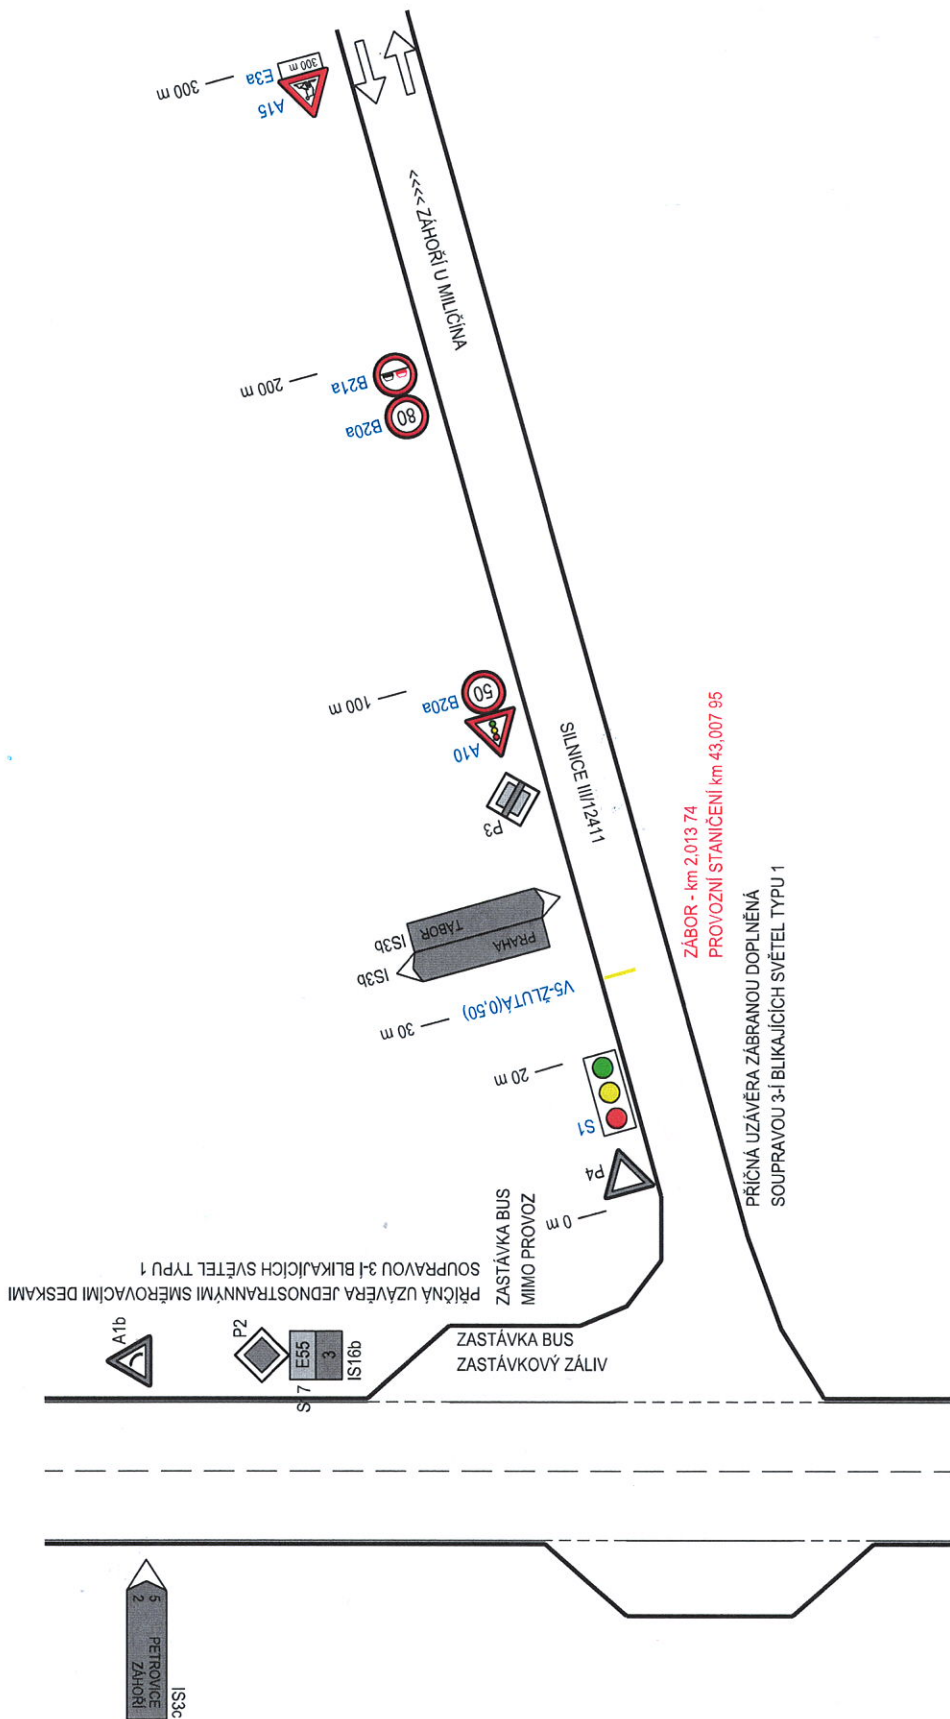 300 m
E3a
300 m
A15
<<<< ZÁHOŘÍ U MILIČÍNA
200 m
B21a
B20a
80
100 m
B20a
50
A10
P3
SILNICE III/12411
IS3b
TÁBOR
IS3b
PRAHA
V5-ŽLUTÁ(0,50)
30 m
20 m
S1
P4
0 m
ZÁBOR - km 2,013 74
PROVOZNÍ STANIČENÍ km 43,007 95
PŘÍČNÁ UZÁVĚRA ZÁBRANOU DOPLNĚNÁ
SOUPRAVOU 3-Í BLIKAJÍCÍCH SVĚTEL TYPU 1
ZASTÁVKA BUS
MIMO PROVOZ
PŘÍČNÁ UZÁVĚRA JEDNOSTRANNÝMI SMĚROVACÍMI DESKAMI
SOUPRAVOU 3-Í BLIKAJÍCÍCH SVĚTEL TYPU 1
ZASTÁVKA BUS
ZASTÁVKOVÝ ZÁLIV
A1b
P2
E55
3
IS16b
PETROVICE 5
ZÁHOŘÍ 2
IS3c